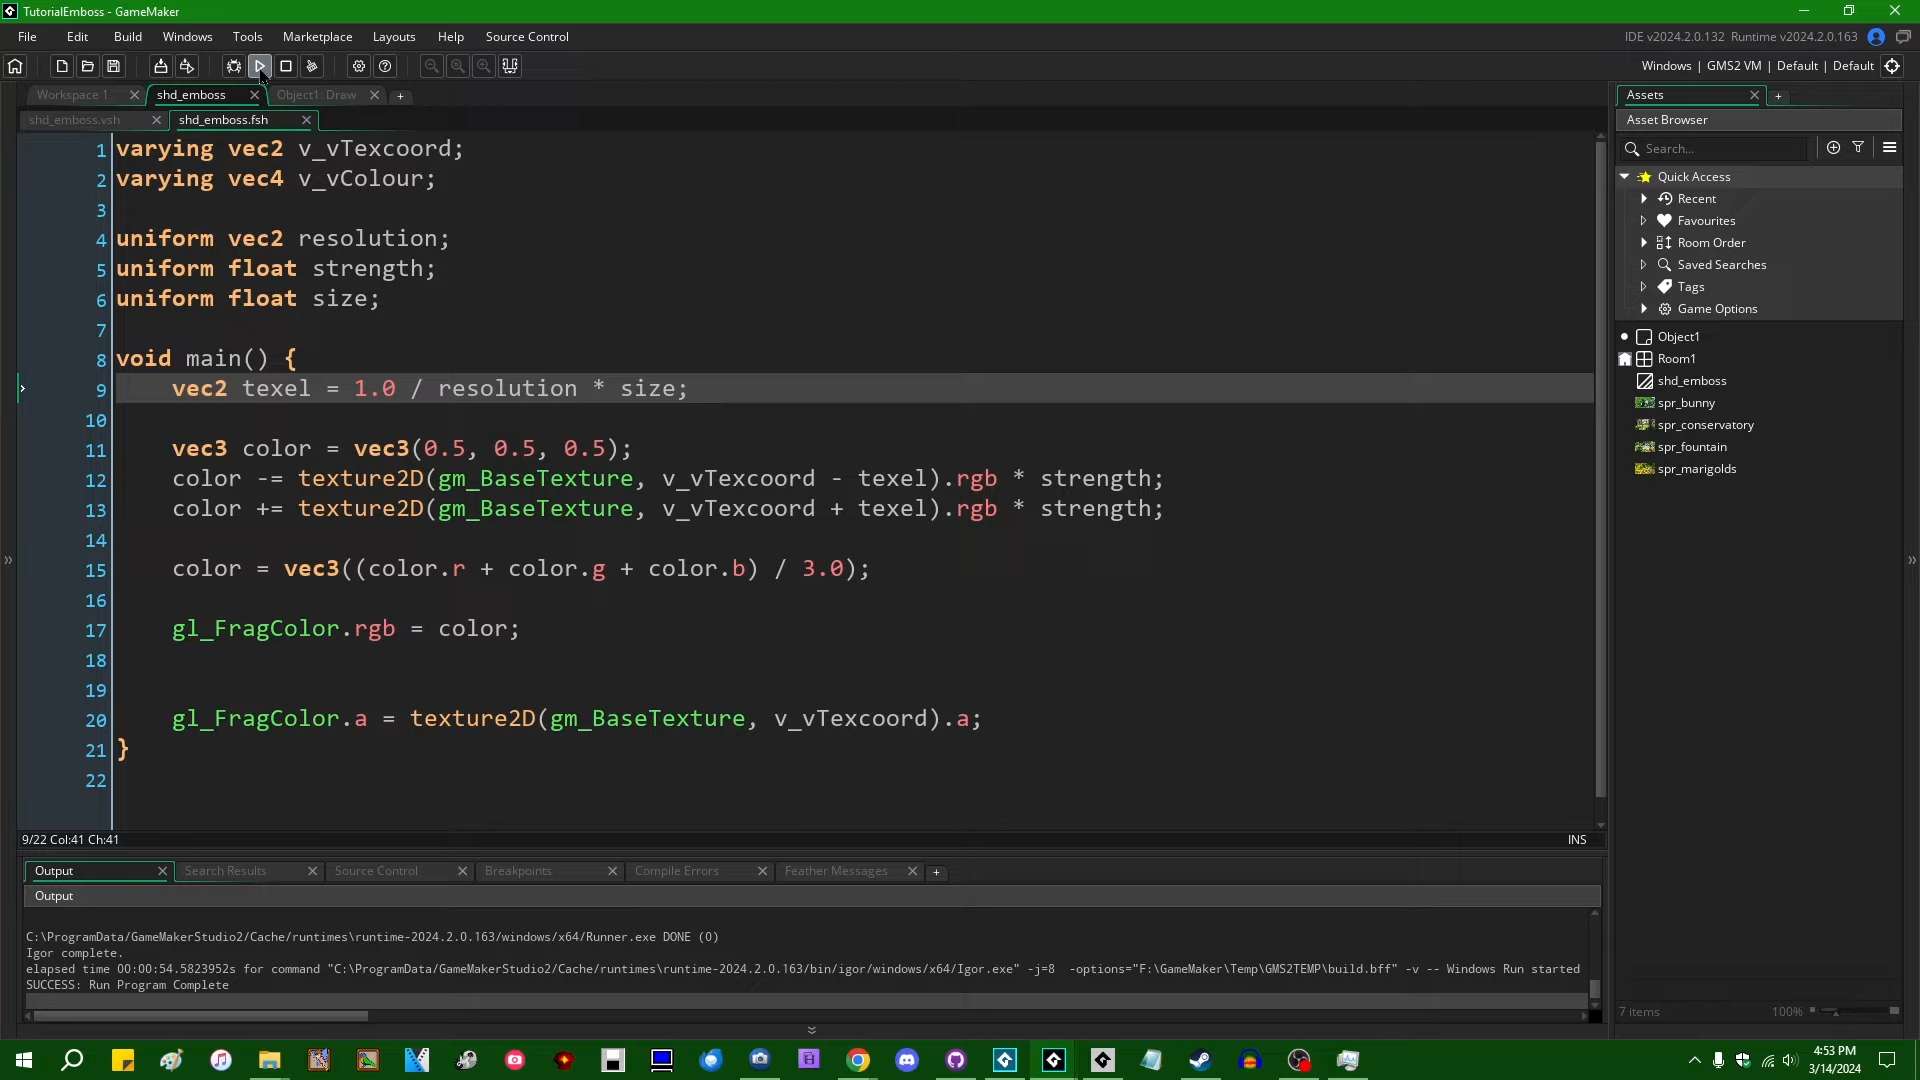 TutorialEmboss - GameMaker
File Edit Build Windows Tools Marketplace Layouts Help Source Control
IDE v2024.2.0.132 Runtime v2024.2.0.163
Windows | GMS2 VM | Default | Default
Workspace 1 shd_emboss Object1: Draw +
shd_emboss.vsh shd_emboss.fsh
1 varying vec2 v_vTexcoord;
2 varying vec4 v_vColour;
3
4 uniform vec2 resolution;
5 uniform float strength;
6 uniform float size;
7
8 void main() {
9 vec2 texel = 1.0 / resolution * size;
10
11 vec3 color = vec3(0.5, 0.5, 0.5);
12 color -= texture2D(gm_BaseTexture, v_vTexcoord - texel).rgb * strength;
13 color += texture2D(gm_BaseTexture, v_vTexcoord + texel).rgb * strength;
14
15 color = vec3((color.r + color.g + color.b) / 3.0);
16
17 gl_FragColor.rgb = color;
18
19
20 gl_FragColor.a = texture2D(gm_BaseTexture, v_vTexcoord).a;
21 }
22
9/22 Col:41 Ch:41
INS
Output Search Results Source Control Breakpoints Compile Errors Feather Messages +
Output
C:\ProgramData/GameMakerStudio2/Cache/runtimes\runtime-2024.2.0.163/windows/x64/Runner.exe DONE (0)
Igor complete.
elapsed time 00:00:54.5823952s for command "C:\ProgramData/GameMakerStudio2/Cache/runtimes\runtime-2024.2.0.163/bin/igor/windows/x64/Igor.exe" -j=8 -options="F:\GameMaker\Temp\GMS2TEMP\build.bff" -v -- Windows Run started
SUCCESS: Run Program Complete
Assets +
Asset Browser
Search...
Quick Access
Recent
Favourites
Room Order
Saved Searches
Tags
Game Options
Object1
Room1
shd_emboss
spr_bunny
spr_conservatory
spr_fountain
spr_marigolds
7 items
100%
4:53 PM
3/14/2024